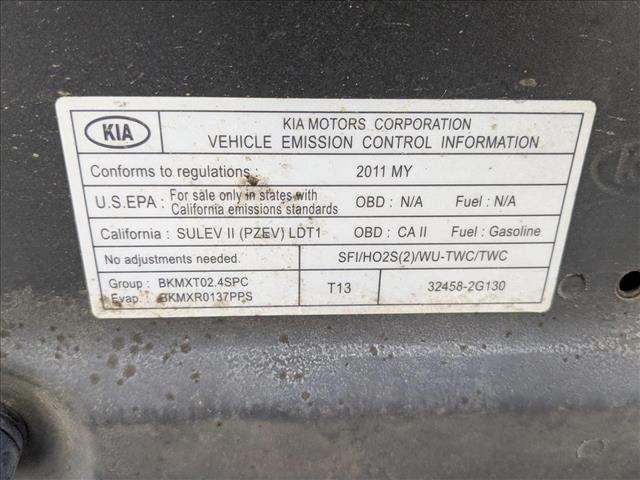 KIA
KIA MOTORS CORPORATION
VEHICLE EMISSION CONTROL INFORMATION
Conforms to regulations : 2011 MY
U.S.EPA : For sale only in states with California emissions standards OBD : N/A Fuel : N/A
California : SULEV II (PZEV) LDT1 OBD : CA II Fuel : Gasoline
No adjustments needed. SFI/HO2S(2)/WU-TWC/TWC
Group : BKMXT02.4SPC
Evap. : BKMXR0137PPS
T13
32458-2G130